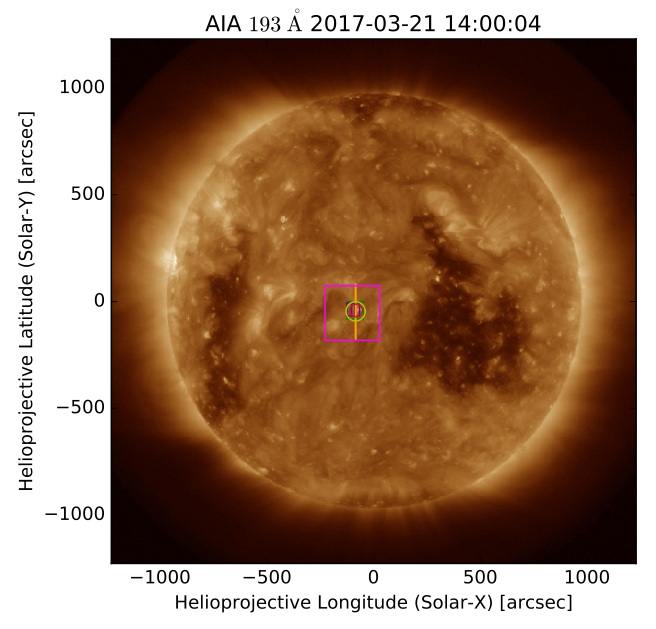 AIA 193 Å 2017-03-21 14:00:04
1000
500
0
−500
−1000
Helioprojective Latitude (Solar-Y) [arcsec]
−1000 −500 0 500 1000
Helioprojective Longitude (Solar-X) [arcsec]